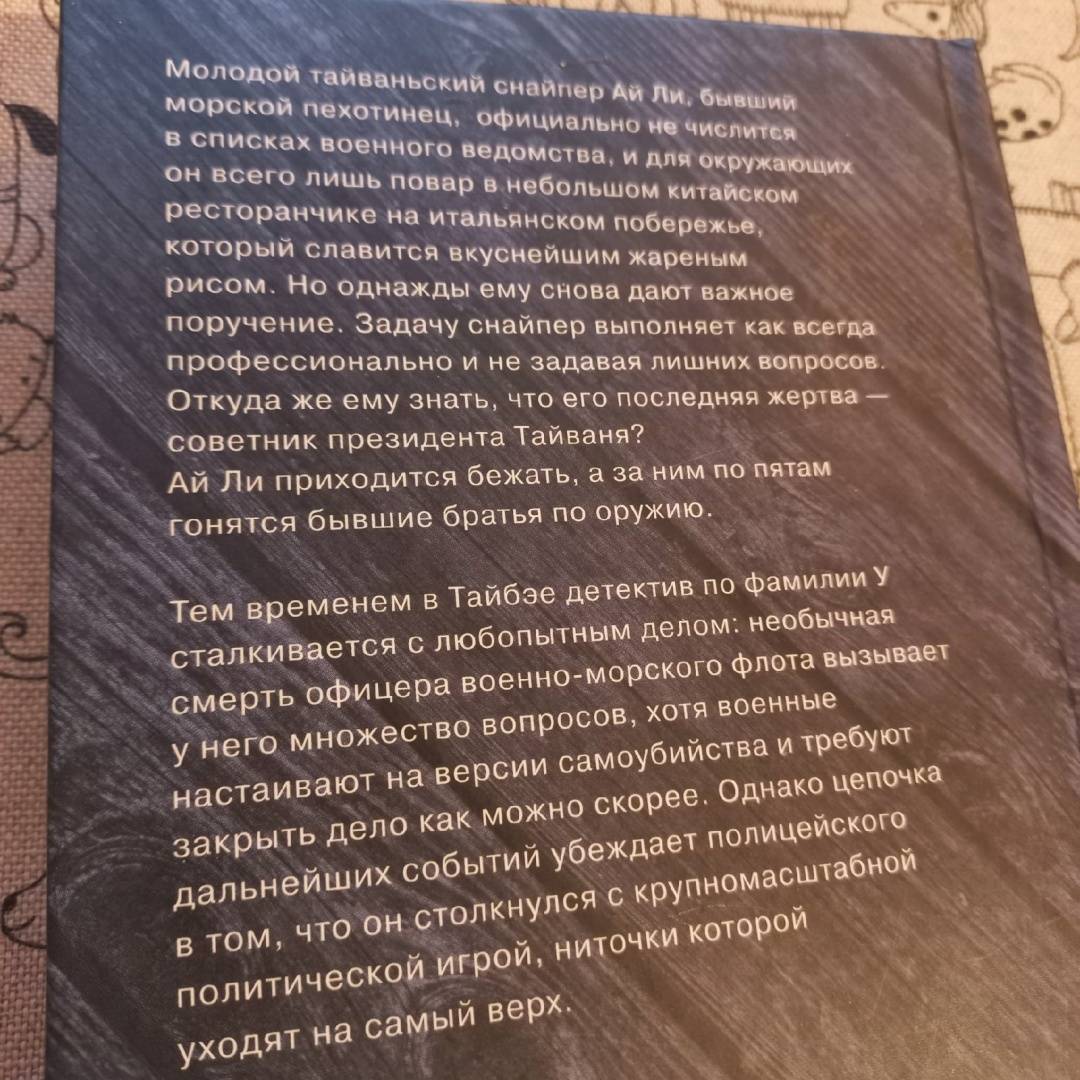 Молодой тайваньский снайпер Ай Ли, бывший
морской пехотинец, официально не числится
в списках военного ведомства, и для окружающих
он всего лишь повар в небольшом китайском
ресторанчике на итальянском побережье,
который славится вкуснейшим жареным
рисом. Но однажды ему снова дают важное
поручение. Задачу снайпер выполняет как всегда
профессионально и не задавая лишних вопросов.
Откуда же ему знать, что его последняя жертва —
советник президента Тайваня?
Ай Ли приходится бежать, а за ним по пятам
гонятся бывшие братья по оружию.
Тем временем в Тайбэе детектив по фамилии У
сталкивается с любопытным делом: необычная
смерть офицера военно-морского флота вызывает
у него множество вопросов, хотя военные
настаивают на версии самоубийства и требуют
закрыть дело как можно скорее. Однако цепочка
дальнейших событий убеждает полицейского
в том, что он столкнулся с крупномасштабной
политической игрой, ниточки которой
уходят на самый верх.